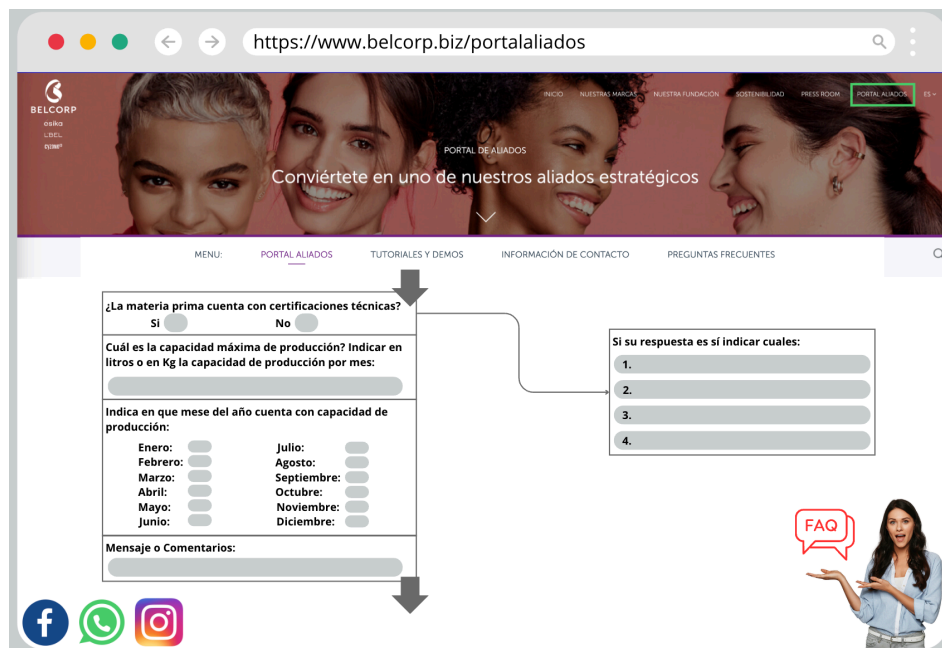 https://www.belcorp.biz/portalaliados
BELCORP
ésika
LBEL
cyzone
INICIO NUESTRAS MARCAS NUESTRA FUNDACIÓN SOSTENIBILIDAD PRESS ROOM PORTAL ALIADOS ES
PORTAL DE ALIADOS
Conviértete en uno de nuestros aliados estratégicos
MENU: PORTAL ALIADOS TUTORIALES Y DEMOS INFORMACIÓN DE CONTACTO PREGUNTAS FRECUENTES
¿La materia prima cuenta con certificaciones técnicas?
Si No
Cuál es la capacidad máxima de producción? Indicar en
litros o en Kg la capacidad de producción por mes:
Indica en que mese del año cuenta con capacidad de
producción:
Enero: Julio:
Febrero: Agosto:
Marzo: Septiembre:
Abril: Octubre:
Mayo: Noviembre:
Junio: Diciembre:
Mensaje o Comentarios:
Si su respuesta es sí indicar cuales:
1.
2.
3.
4.
FAQ